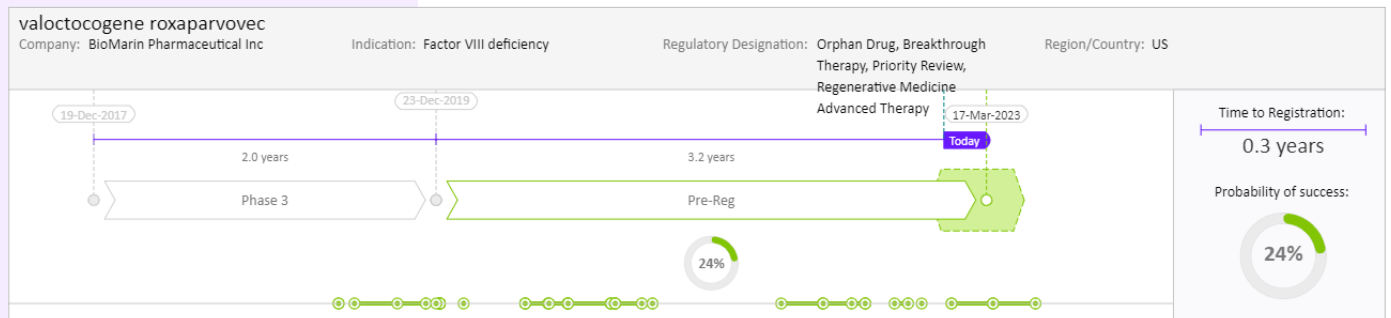 valoctocogene roxaparvovec
Company: BioMarin Pharmaceutical Inc
Indication: Factor VIII deficiency
Regulatory Designation: Orphan Drug, Breakthrough
Therapy, Priority Review,
Regenerative Medicine
Advanced Therapy
Region/Country: US
19-Dec-2017
23-Dec-2019
17-Mar-2023
Today
2.0 years
3.2 years
Phase 3
Pre-Reg
24%
Time to Registration:
0.3 years
Probability of success:
24%